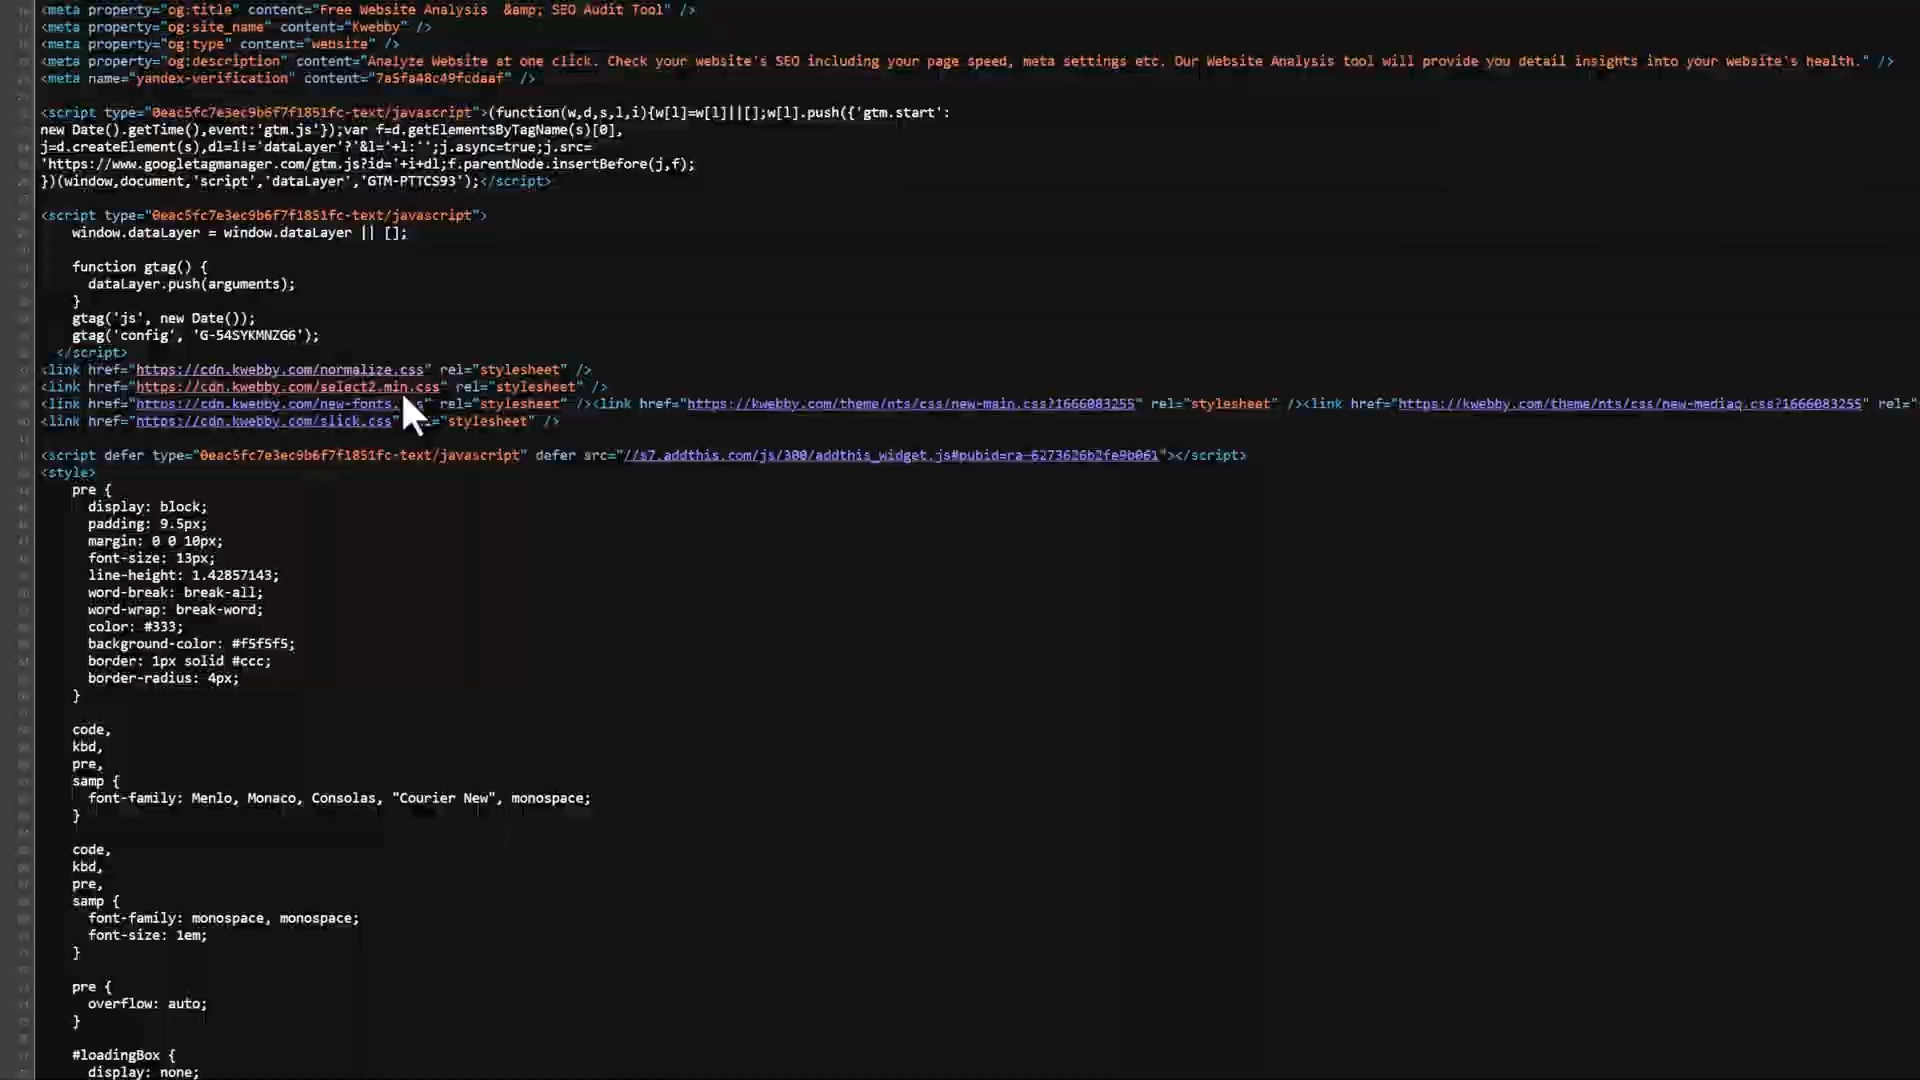 <meta property="og:title" content="Free Website Analysis  &amp; SEO Audit Tool" />
<meta property="og:site_name" content="Kwebby" />
<meta property="og:type" content="website" />
<meta property="og:description" content="Analyze Website at one click. Check your website's SEO including your page speed, meta settings etc. Our Website Analysis tool will provide you detail insights into your website's health." />
<meta name="yandex-verification" content="7a5fa48c49fcdaaf" />
<script type="0eac5fc7e3ec9b6f7f1851fc-text/javascript">(function(w,d,s,l,i){w[l]=w[l]||[];w[l].push({'gtm.start':
new Date().getTime(),event:'gtm.js'});var f=d.getElementsByTagName(s)[0],
j=d.createElement(s),dl=l!='dataLayer'?'&l='+l:'';j.async=true;j.src=
'https://www.googletagmanager.com/gtm.js?id='+i+dl;f.parentNode.insertBefore(j,f);
})(window,document,'script','dataLayer','GTM-PTTCS93');</script>
<script type="0eac5fc7e3ec9b6f7f1851fc-text/javascript">
window.dataLayer = window.dataLayer || [];
function gtag() {
dataLayer.push(arguments);
}
gtag('js', new Date());
gtag('config', 'G-54SYKMNZG6');
</script>
<link href="https://cdn.kwebby.com/normalize.css" rel="stylesheet" />
<link href="https://cdn.kwebby.com/select2.min.css" rel="stylesheet" />
<link href="https://cdn.kwebby.com/new-fonts. rel="stylesheet" /><link href="https://kwebby.com/theme/nts/css/new-main.css?1666083255" rel="stylesheet" /><link href="https://kwebby.com/theme/nts/css/new-mediaq.css?1666083255" rel="
<link href="https://cdn.kwebby.com/slick.css" "stylesheet" />
<script defer type="0eac5fc7e3ec9b6f7f1851fc-text/javascript" defer src="//s7.addthis.com/js/300/addthis_widget.js#pubid=ra-6273626b2fe9b061"></script>
<style>
pre {
display: block;
padding: 9.5px;
margin: 0 0 10px;
font-size: 13px;
line-height: 1.42857143;
word-break: break-all;
word-wrap: break-word;
color: #333;
background-color: #f5f5f5;
border: 1px solid #ccc;
border-radius: 4px;
}
code,
kbd,
pre,
samp {
font-family: Menlo, Monaco, Consolas, "Courier New", monospace;
}
code,
kbd,
pre,
samp {
font-family: monospace, monospace;
font-size: 1em;
}
pre {
overflow: auto;
}
#loadingBox {
display: none;